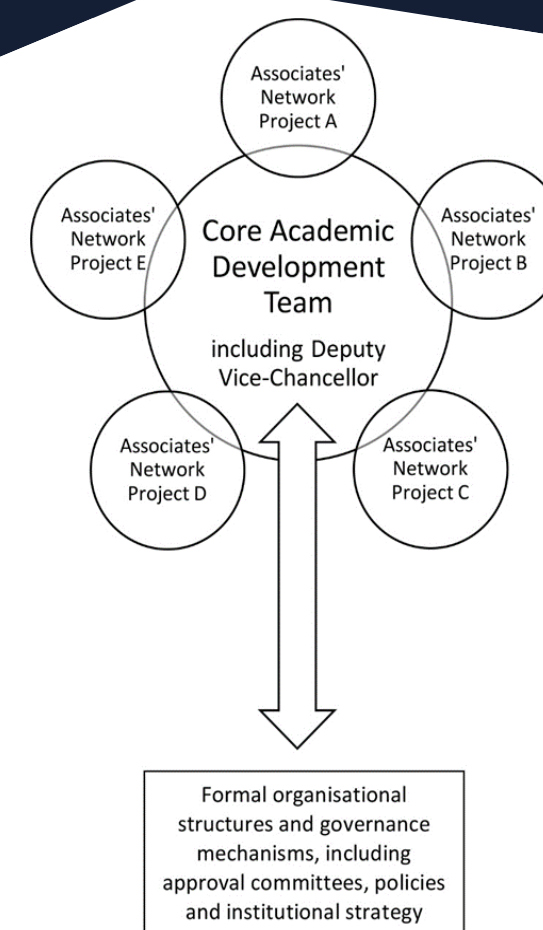 Associates'
Network
Project A
Associates'
Network
Project E
Core Academic
Development
Team
including Deputy
Vice-Chancellor
Associates'
Network
Project B
Associates'
Network
Project D
Associates'
Network
Project C
Formal organisational
structures and governance
mechanisms, including
approval committees, policies
and institutional strategy